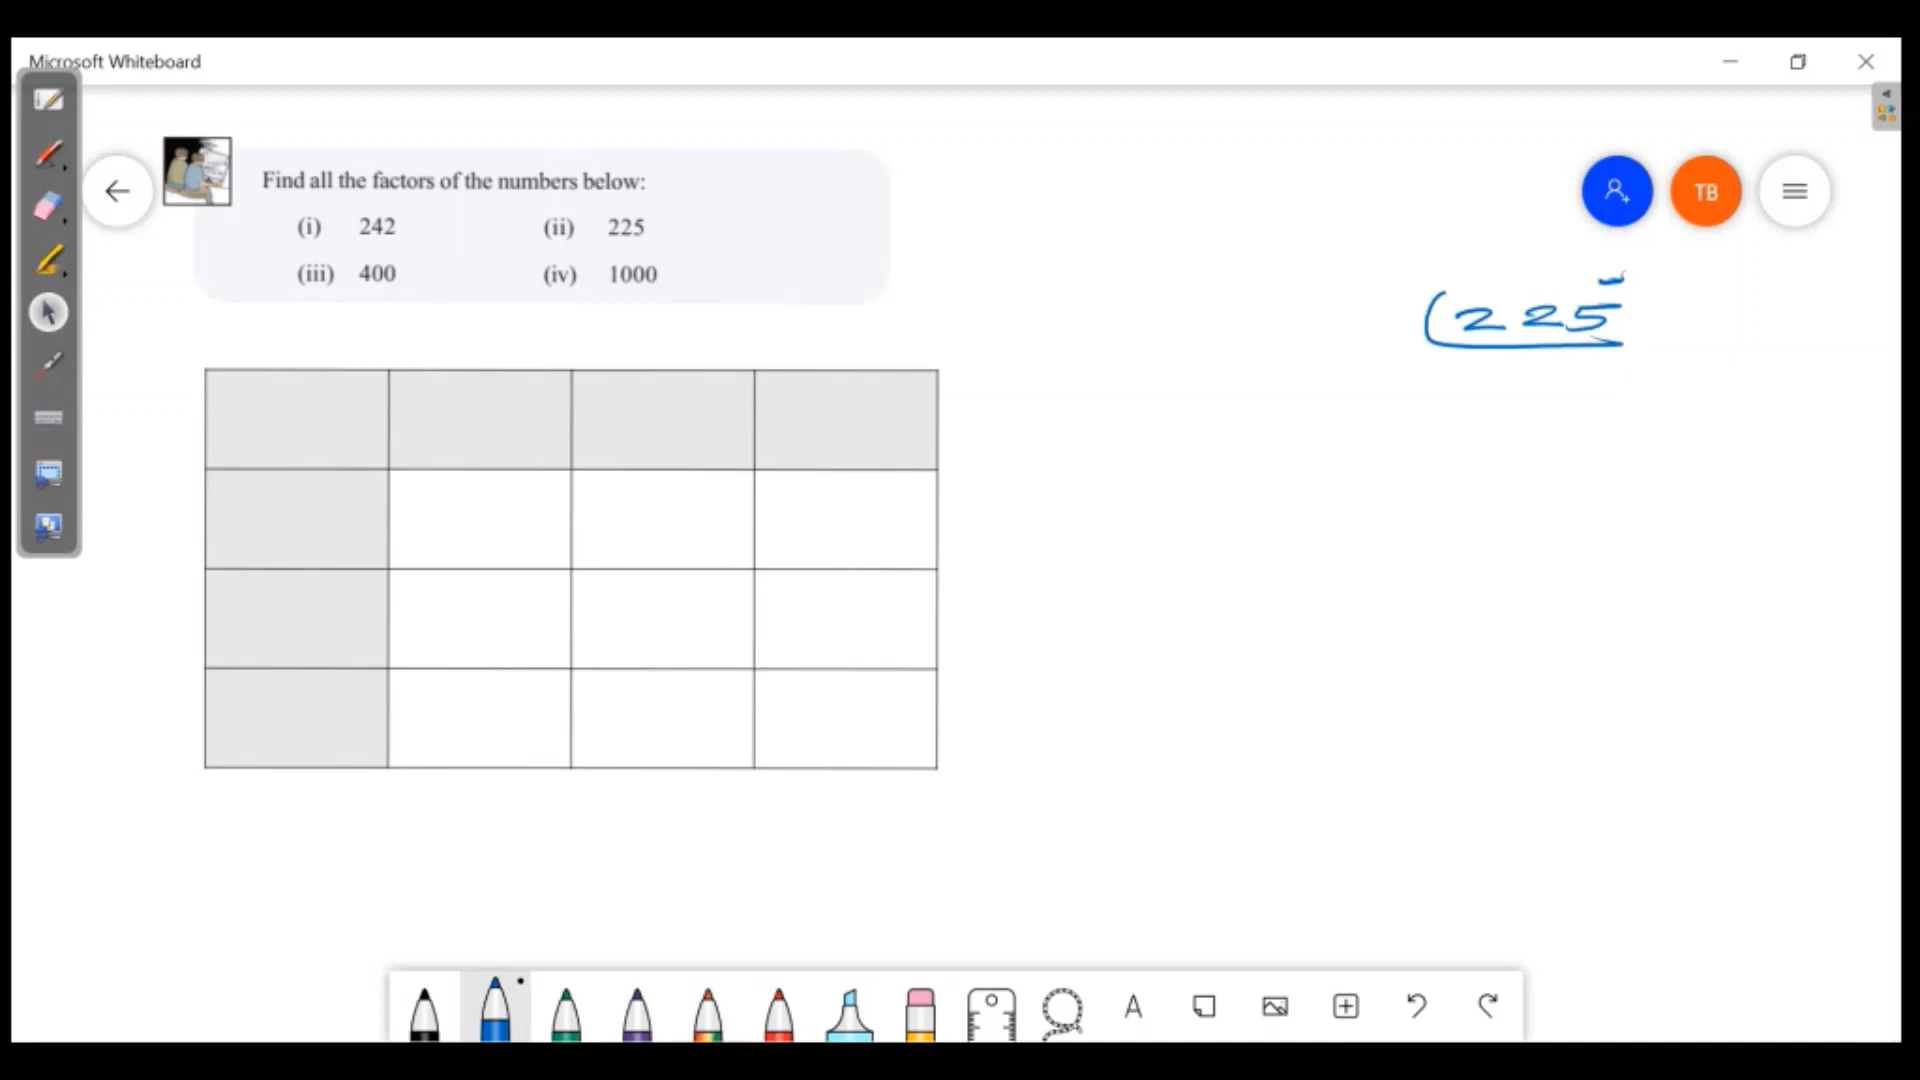 Microsoft Whiteboard
Find all the factors of the numbers below:
(i) 242 (ii) 225
(iii) 400 (iv) 1000
TB
225
A